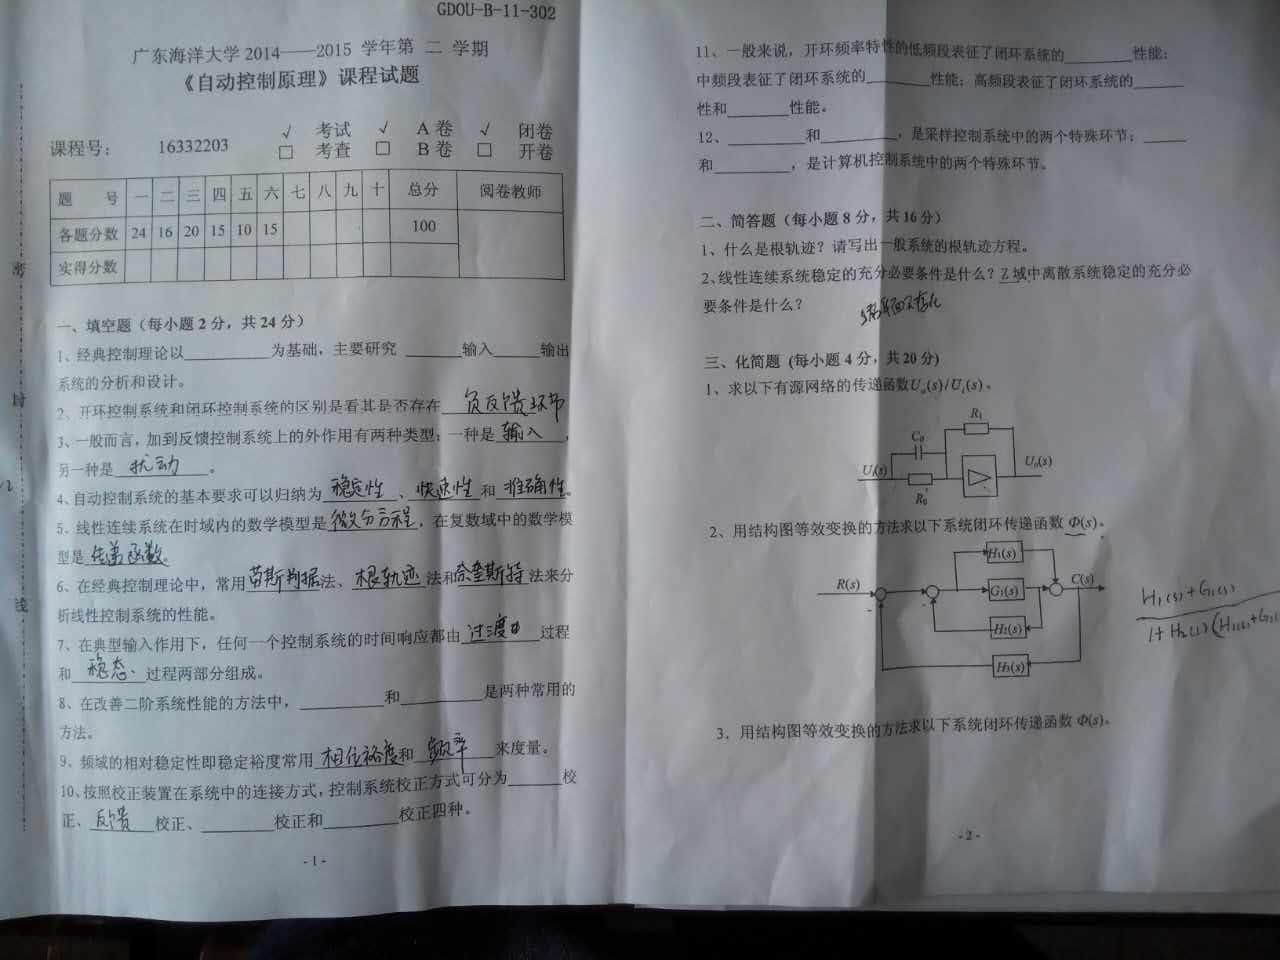 GDOU-B-11-302
广东海洋大学2014——2015 学年第 二 学期
《自动控制原理》课程试题
课程号： 16332203 √ 考试 √ A 卷 √ 闭卷
□ 考查 □ B 卷 □ 开卷
题 号 一 二 三 四 五 六 七 八 九 十 总分 阅卷教师
各题分数 24 16 20 15 10 15 100
实得分数
密
封
线
一、填空题（每小题 2 分，共 24 分）
1、经典控制理论以________为基础，主要研究 ______输入_____输出
系统的分析和设计。
2、开环控制系统和闭环控制系统的区别是看其是否存在 负反馈环节
3、一般而言，加到反馈控制系统上的外作用有两种类型：一种是 输入 ，
另一种是 扰动 。
4、自动控制系统的基本要求可以归纳为 稳定性 、 快速性 和 准确性 。
5、线性连续系统在时域内的数学模型是 微分方程 ，在复数域中的数学模
型是 传递函数 。
6、在经典控制理论中，常用 劳斯判据 法、 根轨迹 法和 奈奎斯特 法来分
析线性控制系统的性能。
7、在典型输入作用下，任何一个控制系统的时间响应都由 过渡 过程
和 稳态 过程两部分组成。
8、在改善二阶系统性能的方法中，________和________是两种常用的
方法。
9、频域的相对稳定性即稳定裕度常用 相位裕度 和 频率 来度量。
10、按照校正装置在系统中的连接方式，控制系统校正方式可分为______校
正、 反馈 校正、_______校正和_______校正四种。
- 1 -
11、一般来说，开环频率特性的低频段表征了闭环系统的_______性能；
中频段表征了闭环系统的_______性能；高频段表征了闭环系统的_____
性和______性能。
12、________和________，是采样控制系统中的两个特殊环节；_____
和________，是计算机控制系统中的两个特殊环节。
二、简答题（每小题 8 分，共 16 分）
1、什么是根轨迹？请写出一般系统的根轨迹方程。
2、线性连续系统稳定的充分必要条件是什么？Z 域中离散系统稳定的充分必
要条件是什么？
三、化简题 (每小题 4 分，共 20 分)
1、求以下有源网络的传递函数Uo(s)/Ui(s)。
R1
C0
Ui(s) Uo(s)
R0
2、用结构图等效变换的方法求以下系统闭环传递函数 Φ(s)。
H1(s)
R(s) G1(s) C(s)
- -
H2(s)
H3(s)
H1(s)+G1(s)
3、用结构图等效变换的方法求以下系统闭环传递函数 Φ(s)。
- 2 -